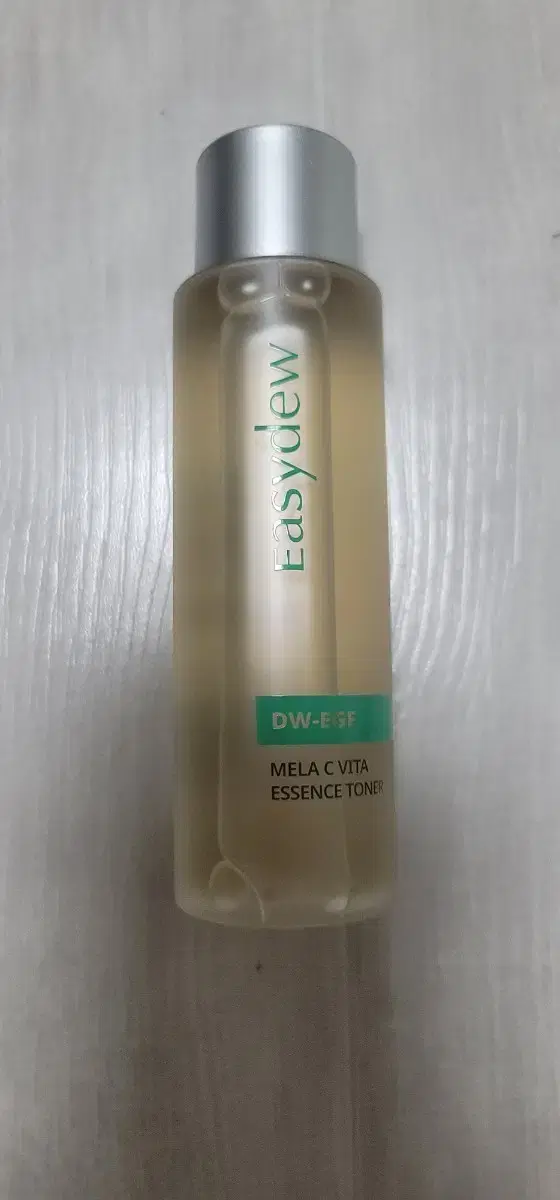 Easydew
DW-EGF
MELA C VITA
ESSENCE TONER